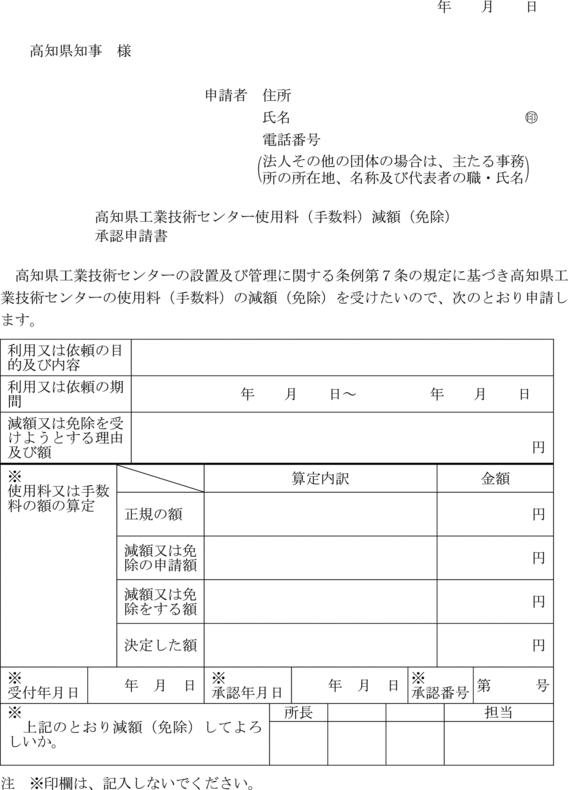 年　　月　　日
高知県知事　様
申請者　住所
氏名　　　　㊞
電話番号
(法人その他の団体の場合は、主たる事務
所の所在地、名称及び代表者の職・氏名)
高知県工業技術センター使用料（手数料）減額（免除）
承認申請書
高知県工業技術センターの設置及び管理に関する条例第７条の規定に基づき高知県工
業技術センターの使用料（手数料）の減額（免除）を受けたいので、次のとおり申請し
ます。
利用又は依頼の目
的及び内容
利用又は依頼の期
間
年　　月　　日～　　　　年　　月　　日
減額又は免除を受
けようとする理由
及び額
円
※
使用料又は手数
料の額の算定
算定内訳　　金額
正規の額　　円
減額又は免
除の申請額　　円
減額又は免
除をする額　　円
決定した額　　円
※
受付年月日
年　月　日
※
承認年月日
年　月　日
※
承認番号
第　　　号
※
上記のとおり減額（免除）してよろ
しいか。
所長　　担当
注　※印欄は、記入しないでください。